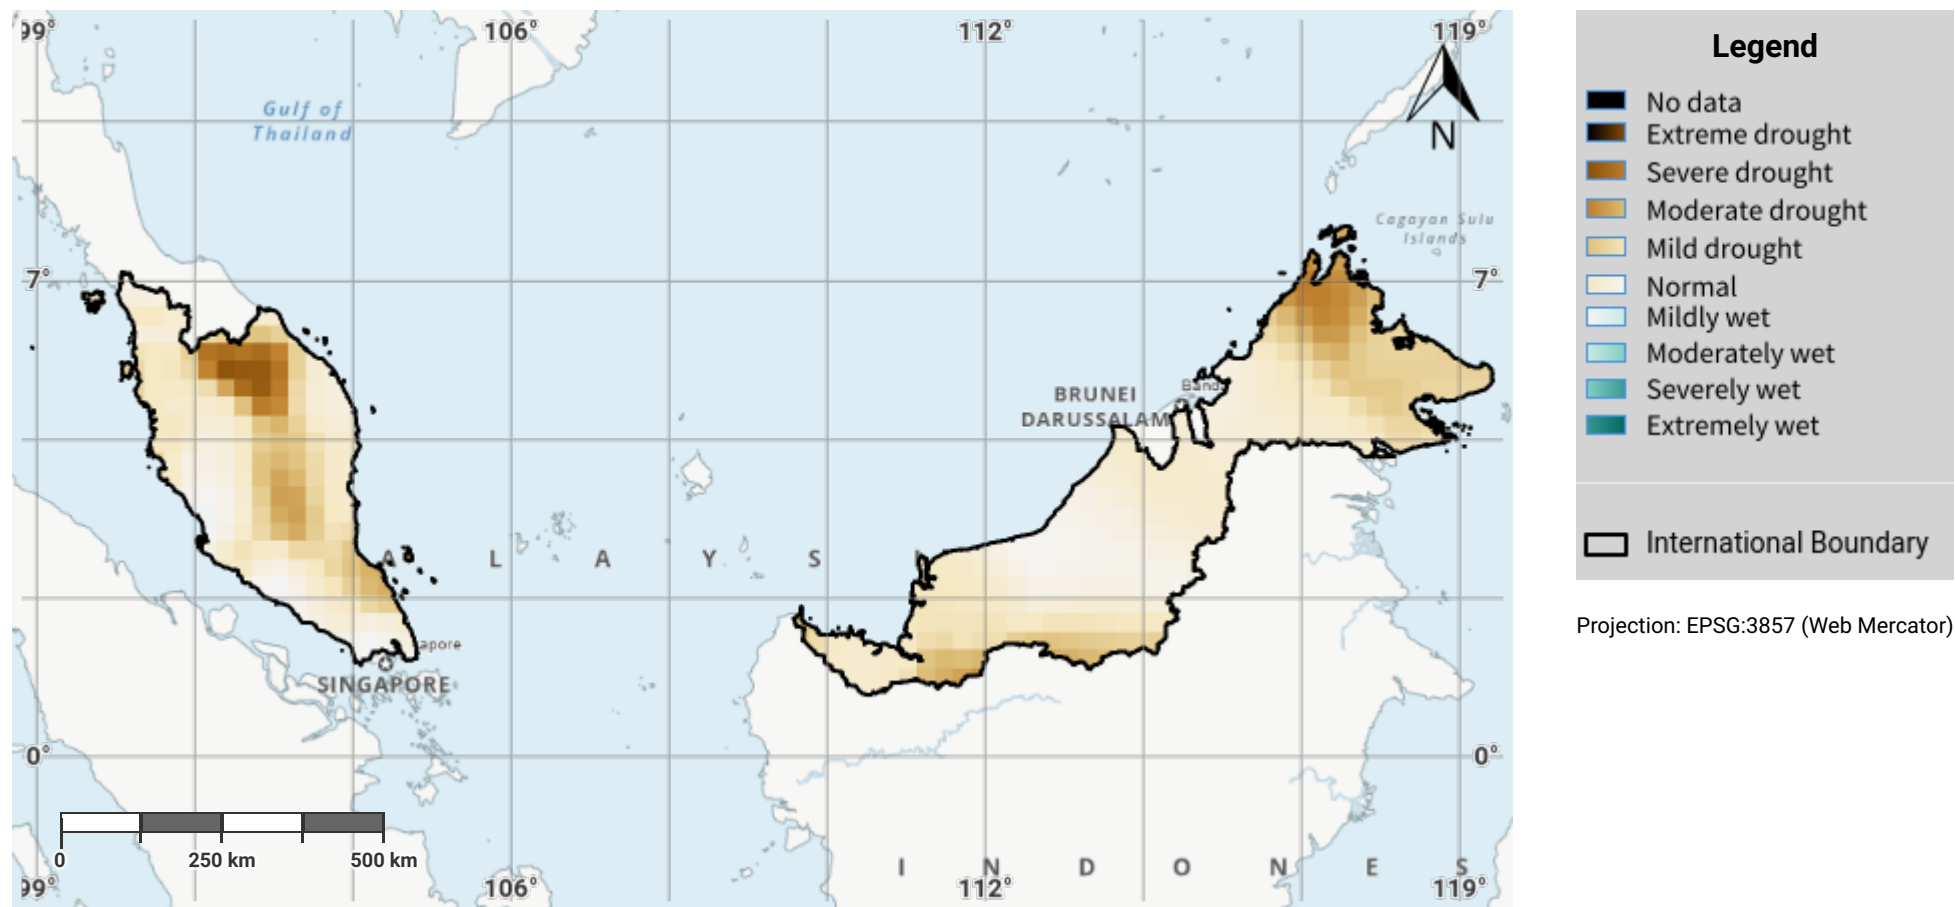 99°
106°
112°
119°
Gulf of
Thailand
N
Cagayan Sulu
Islands
7°
7°
BRUNEI
DARUSSALAM
Banda
A L A Y S I
apore
SINGAPORE
0°
0°
0
250 km
500 km
I N D O N E S
99°
106°
112°
119°
Legend
No data
Extreme drought
Severe drought
Moderate drought
Mild drought
Normal
Mildly wet
Moderately wet
Severely wet
Extremely wet
International Boundary
Projection: EPSG:3857 (Web Mercator)